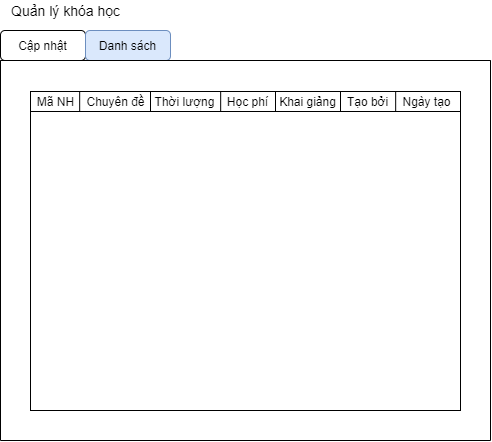 Quản lý khóa học
Cập nhật Danh sách
Mã NH Chuyên đề Thời lượng Học phí Khai giảng Tạo bởi Ngày tạo